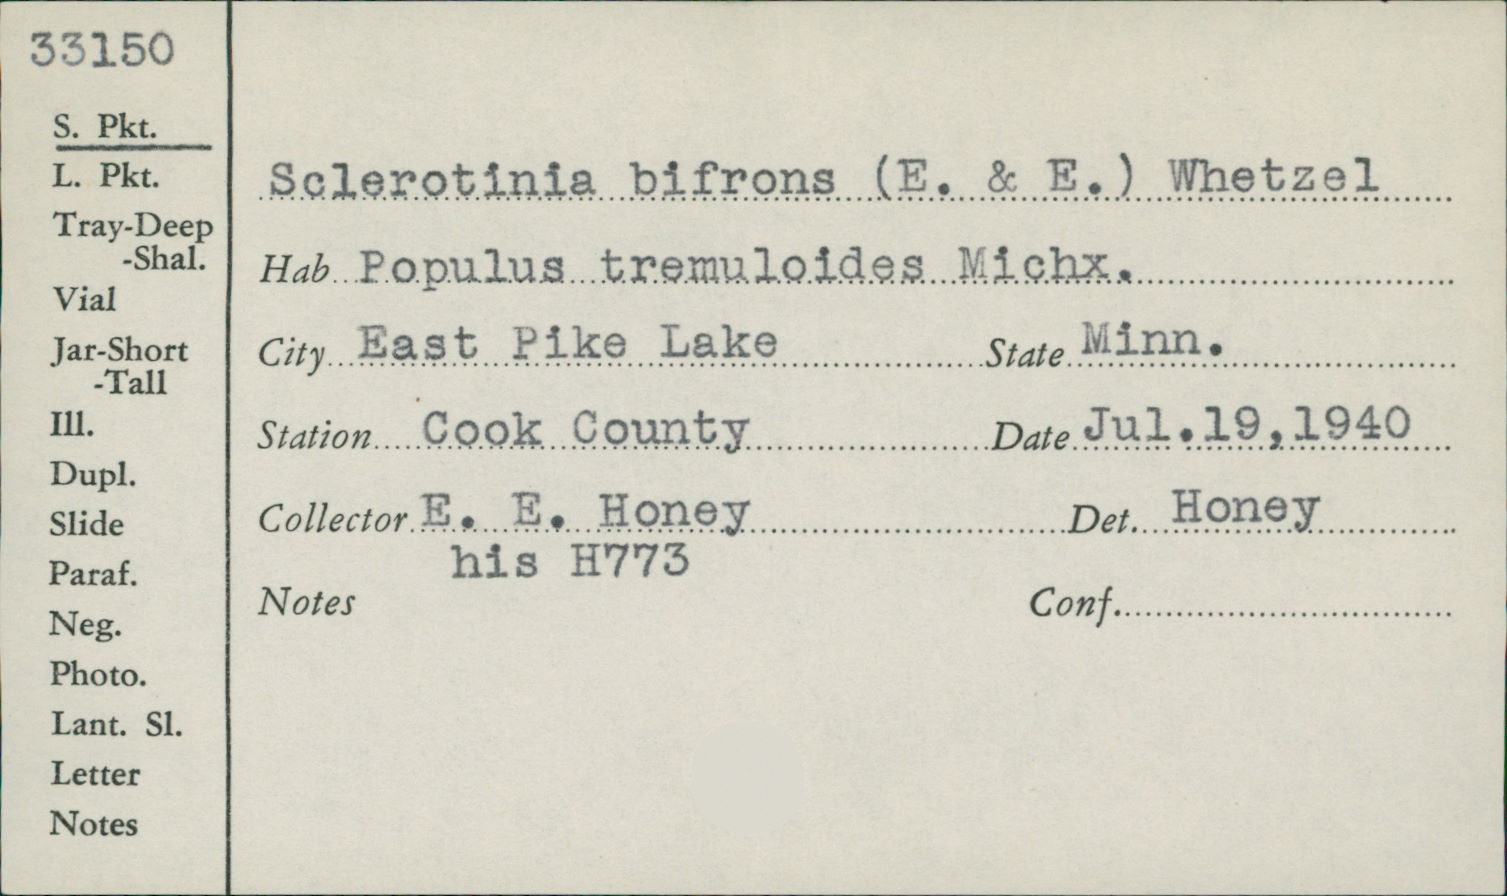 33150
S. Pkt.
L. Pkt.
Tray-Deep
-Shal.
Vial
Jar-Short
-Tall
Ill.
Dupl.
Slide
Paraf.
Neg.
Photo.
Lant. Sl.
Letter
Notes
Sclerotinia bifrons (E. & E.) Whetzel
Hab Populus tremuloides Michx.
City East Pike Lake State Minn.
Station Cook County Date Jul.19,1940
Collector E. E. Honey Det. Honey
his H773
Notes Conf.